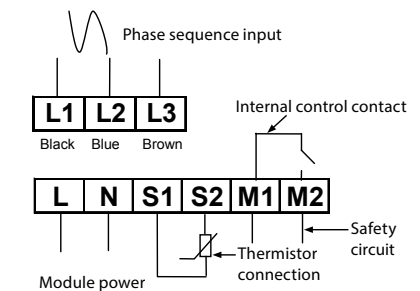 Phase sequence input
L1 L2 L3
Black Blue Brown
Internal control contact
L N S1 S2 M1 M2
Safety
circuit
Thermistor
connection
Module power